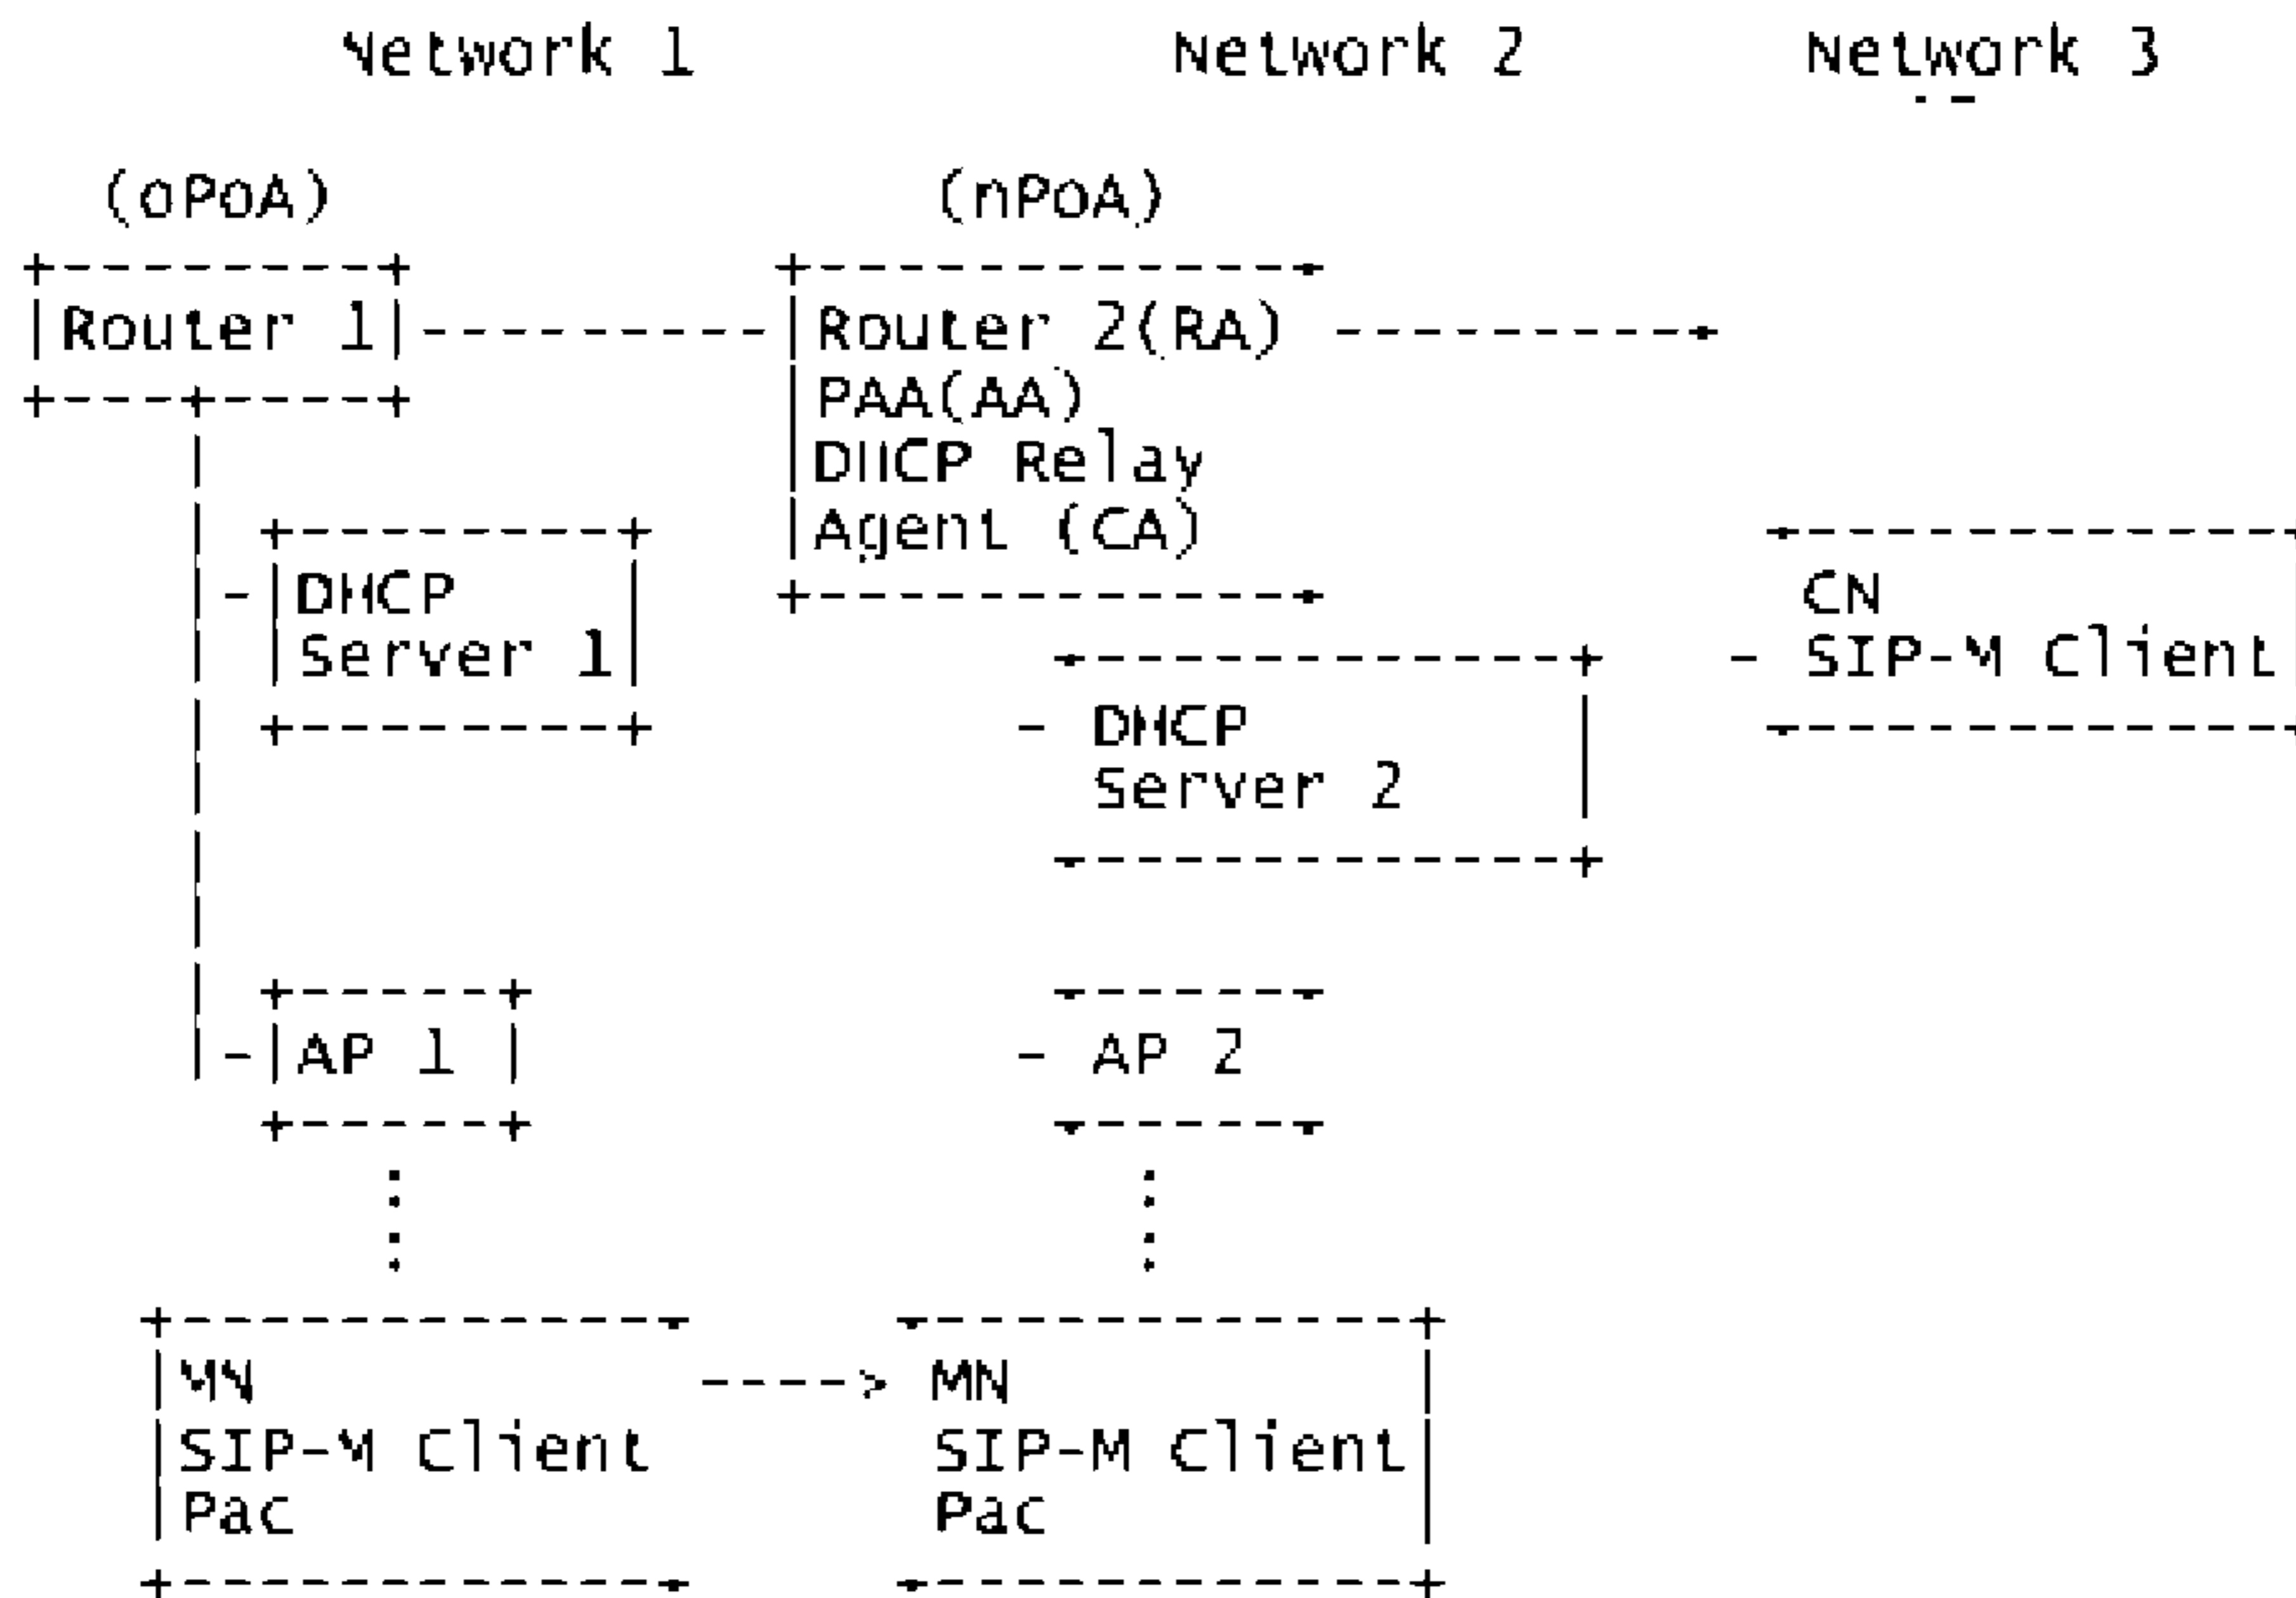 Network 1 Network 2 Network 3
(oPoA) (nPoA)
Router 1 Router 2(RA)
PAA(AA)
DHCP Relay
Agent (CA)
DHCP CN
Server 1 SIP-M Client
DHCP
Server 2
AP 1 AP 2
MN ----> MN
SIP-M Client SIP-M Client
Pac Pac